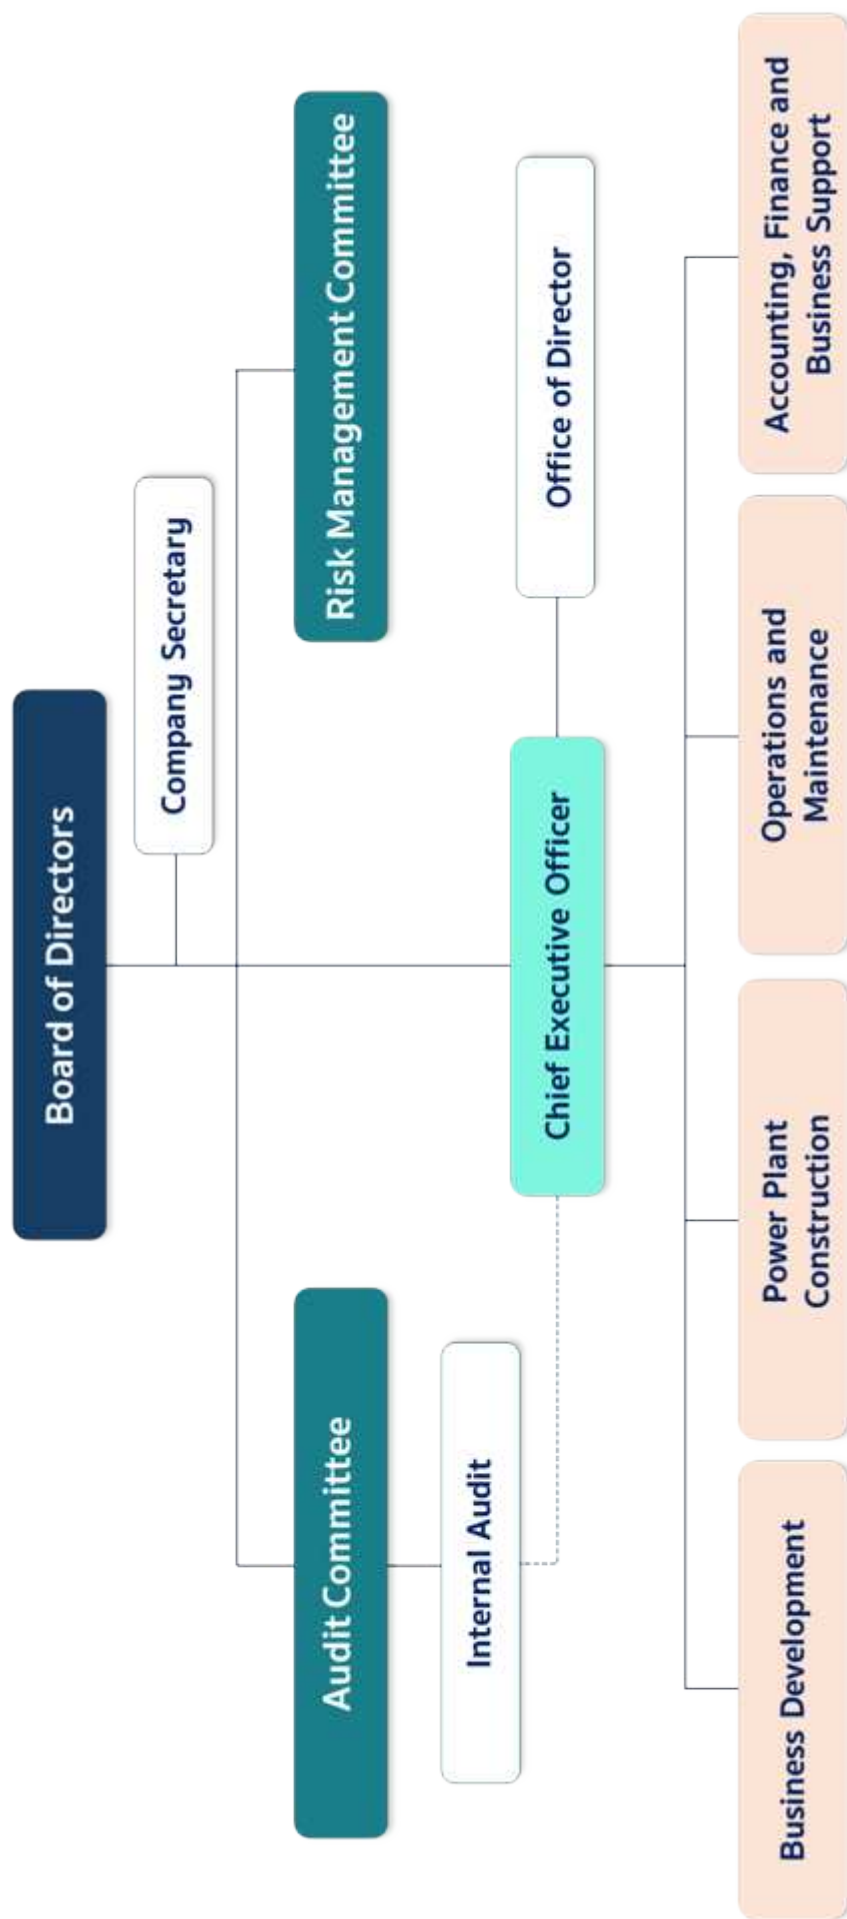 Board of Directors
Company Secretary
Audit Committee
Risk Management Committee
Internal Audit
Chief Executive Officer
Office of Director
Business Development
Power Plant
Construction
Operations and
Maintenance
Accounting, Finance and
Business Support